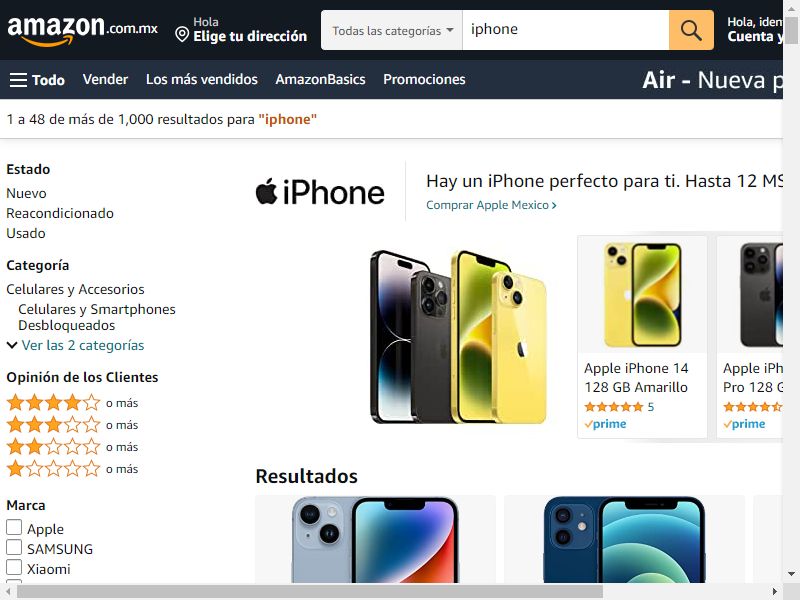 amazon.com.mx
Hola
Elige tu dirección
Todas las categorías
iphone
Hola, iden
Cuenta y
Todo
Vender
Los más vendidos
AmazonBasics
Promociones
Air - Nueva p
1 a 48 de más de 1,000 resultados para "iphone"
Estado
Nuevo
Reacondicionado
Usado
Categoría
Celulares y Accesorios
Celulares y Smartphones
Desbloqueados
Ver las 2 categorías
Opinión de los Clientes
o más
o más
o más
o más
Marca
Apple
SAMSUNG
Xiaomi
iPhone
Hay un iPhone perfecto para ti. Hasta 12 MS
Comprar Apple Mexico ›
Apple iPhone 14
128 GB Amarillo
5
prime
Apple iPh
Pro 128 G
prime
Resultados